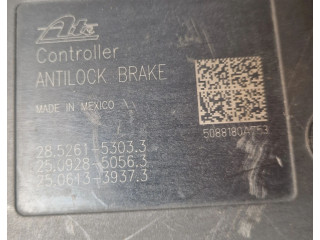 Ate
Controller
ANTILOCK BRAKE
MADE IN MEXICO A
28.5261-5303.3
25.0928-5056.3
25.0613-3937.3